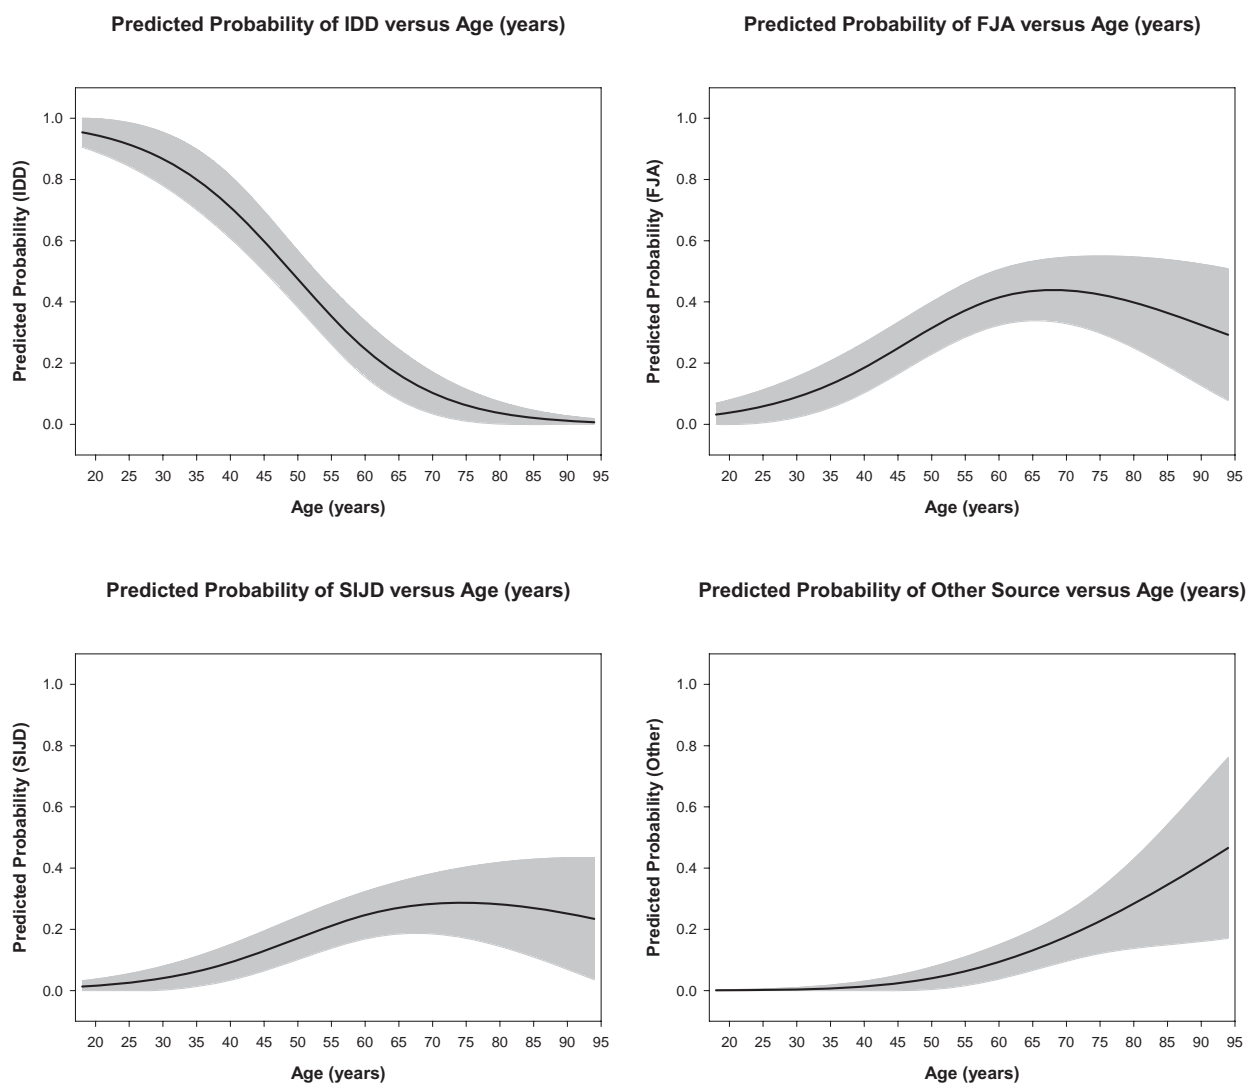 Predicted Probability of IDD versus Age (years)
Predicted Probability (IDD)
1.0
0.8
0.6
0.4
0.2
0.0
20 25 30 35 40 45 50 55 60 65 70 75 80 85 90 95
Age (years)
Predicted Probability of FJA versus Age (years)
Predicted Probability (FJA)
1.0
0.8
0.6
0.4
0.2
0.0
20 25 30 35 40 45 50 55 60 65 70 75 80 85 90 95
Age (years)
Predicted Probability of SIJD versus Age (years)
Predicted Probability (SIJD)
1.0
0.8
0.6
0.4
0.2
0.0
20 25 30 35 40 45 50 55 60 65 70 75 80 85 90 95
Age (years)
Predicted Probability of Other Source versus Age (years)
Predicted Probability (Other)
1.0
0.8
0.6
0.4
0.2
0.0
20 25 30 35 40 45 50 55 60 65 70 75 80 85 90 95
Age (years)